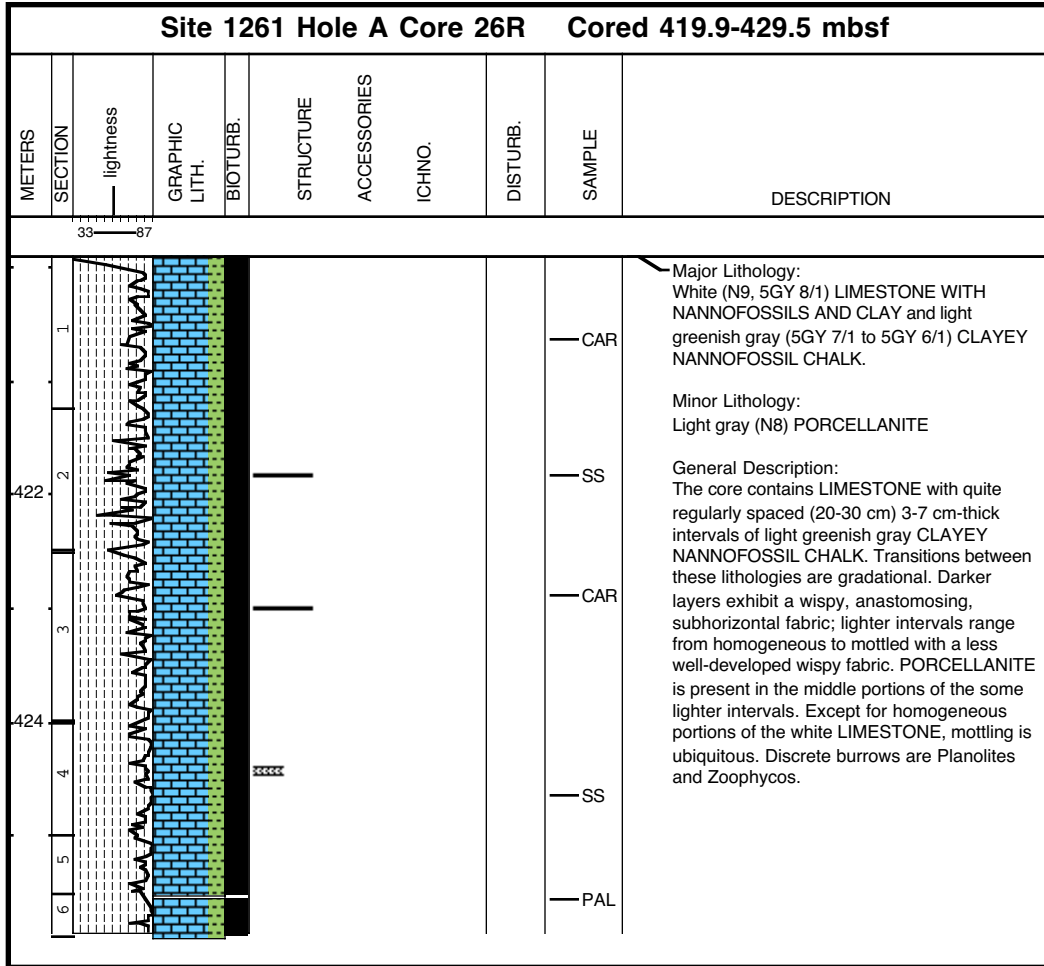 Site 1261 Hole A Core 26R Cored 419.9-429.5 mbsf
METERS
SECTION
lightness
GRAPHIC
LITH.
BIOTURB.
STRUCTURE
ACCESSORIES
ICHNO.
DISTURB.
SAMPLE
DESCRIPTION
33 87
1
2
422
3
424
4
5
6
CAR
SS
CAR
SS
PAL
Major Lithology:
White (N9, 5GY 8/1) LIMESTONE WITH
NANNOFOSSILS AND CLAY and light
greenish gray (5GY 7/1 to 5GY 6/1) CLAYEY
NANNOFOSSIL CHALK.
Minor Lithology:
Light gray (N8) PORCELLANITE
General Description:
The core contains LIMESTONE with quite
regularly spaced (20-30 cm) 3-7 cm-thick
intervals of light greenish gray CLAYEY
NANNOFOSSIL CHALK. Transitions between
these lithologies are gradational. Darker
layers exhibit a wispy, anastomosing,
subhorizontal fabric; lighter intervals range
from homogeneous to mottled with a less
well-developed wispy fabric. PORCELLANITE
is present in the middle portions of the some
lighter intervals. Except for homogeneous
portions of the white LIMESTONE, mottling is
ubiquitous. Discrete burrows are Planolites
and Zoophycos.